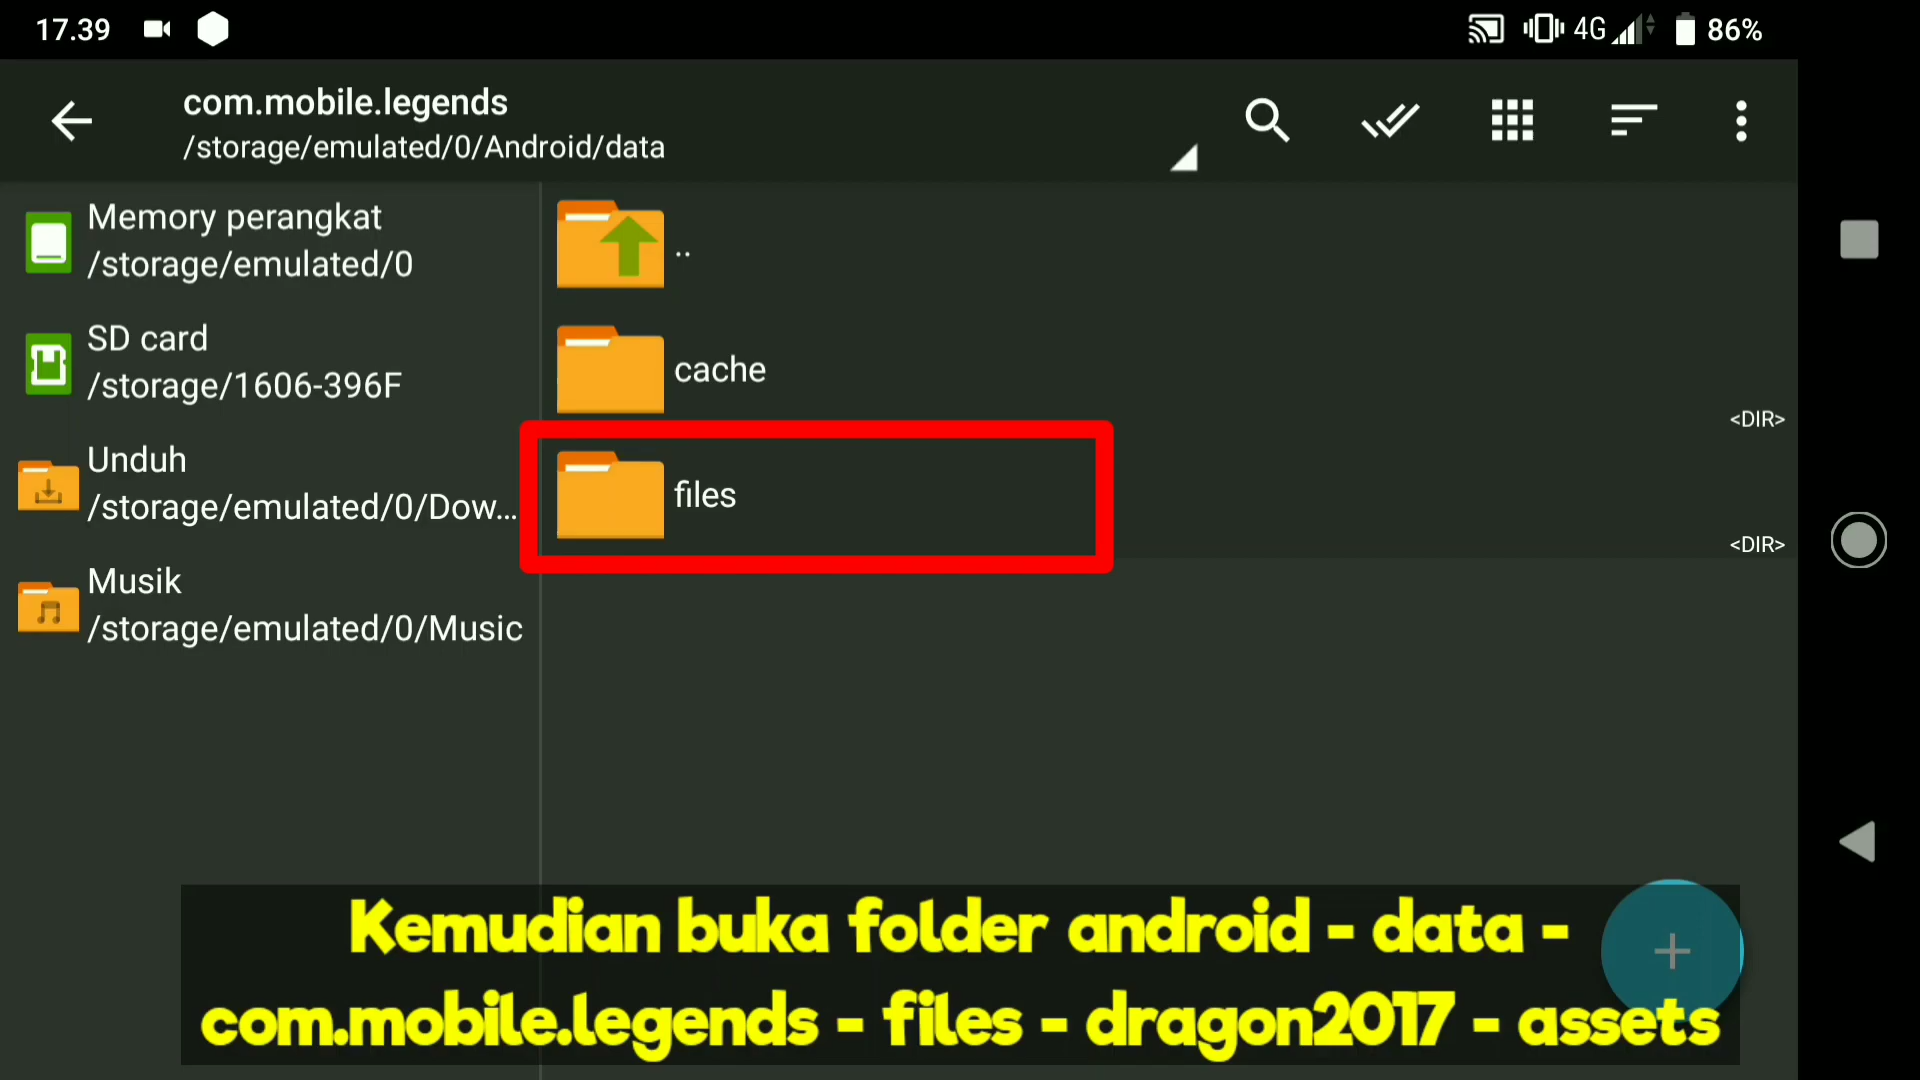 17.39
4G
86%
com.mobile.legends
/storage/emulated/0/Android/data
Memory perangkat
/storage/emulated/0
SD card
/storage/1606-396F
Unduh
/storage/emulated/0/Dow...
Musik
/storage/emulated/0/Music
..
cache
<DIR>
files
<DIR>
Kemudian buka folder android - data -
com.mobile.legends - files - dragon2017 - assets